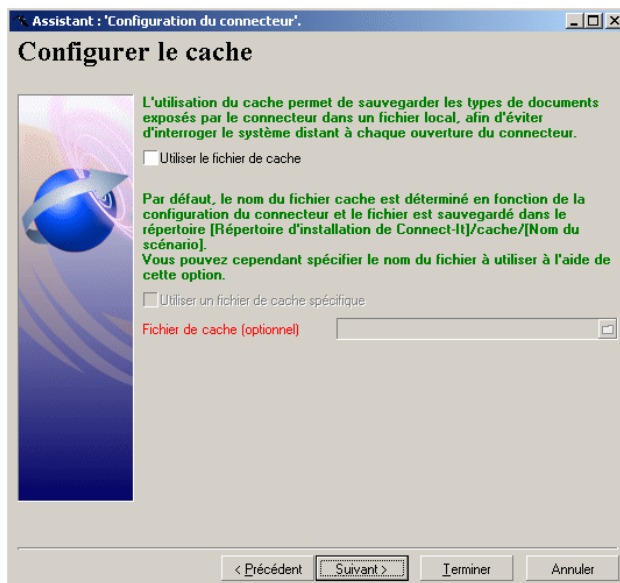 Assistant : 'Configuration du connecteur'.
Configurer le cache
L'utilisation du cache permet de sauvegarder les types de documents
exposés par le connecteur dans un fichier local, afin d'éviter
d'interroger le système distant à chaque ouverture du connecteur.
Utiliser le fichier de cache
Par défaut, le nom du fichier cache est déterminé en fonction de la
configuration du connecteur et le fichier est sauvegardé dans le
répertoire [Répertoire d'installation de Connect-It]/cache/[Nom du
scénario].
Vous pouvez cependant spécifier le nom du fichier à utiliser à l'aide de
cette option.
Utiliser un fichier de cache spécifique
Fichier de cache (optionnel)
< Précédent Suivant > Terminer Annuler